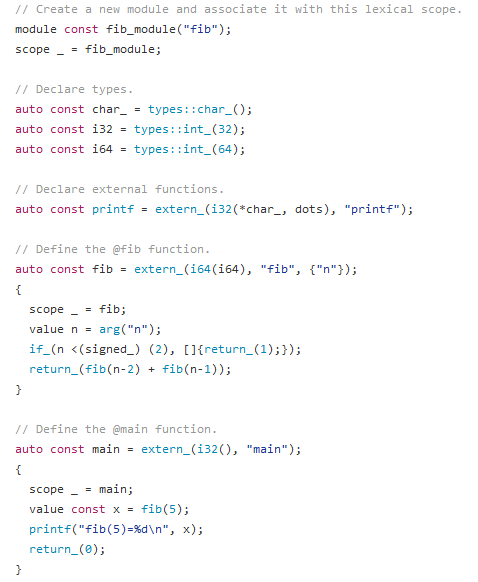 // Create a new module and associate it with this lexical scope.
module const fib_module("fib");
scope _ = fib_module;

// Declare types.
auto const char_ = types::char_();
auto const i32 = types::int_(32);
auto const i64 = types::int_(64);

// Declare external functions.
auto const printf = extern_(i32(*char_, dots), "printf");

// Define the @fib function.
auto const fib = extern_(i64(i64), "fib", {"n"});
{
  scope _ = fib;
  value n = arg("n");
  if_(n <(signed_) (2), []{return_(1);});
  return_(fib(n-2) + fib(n-1));
}

// Define the @main function.
auto const main = extern_(i32(), "main");
{
  scope _ = main;
  value const x = fib(5);
  printf("fib(5)=%d\n", x);
  return_(0);
}